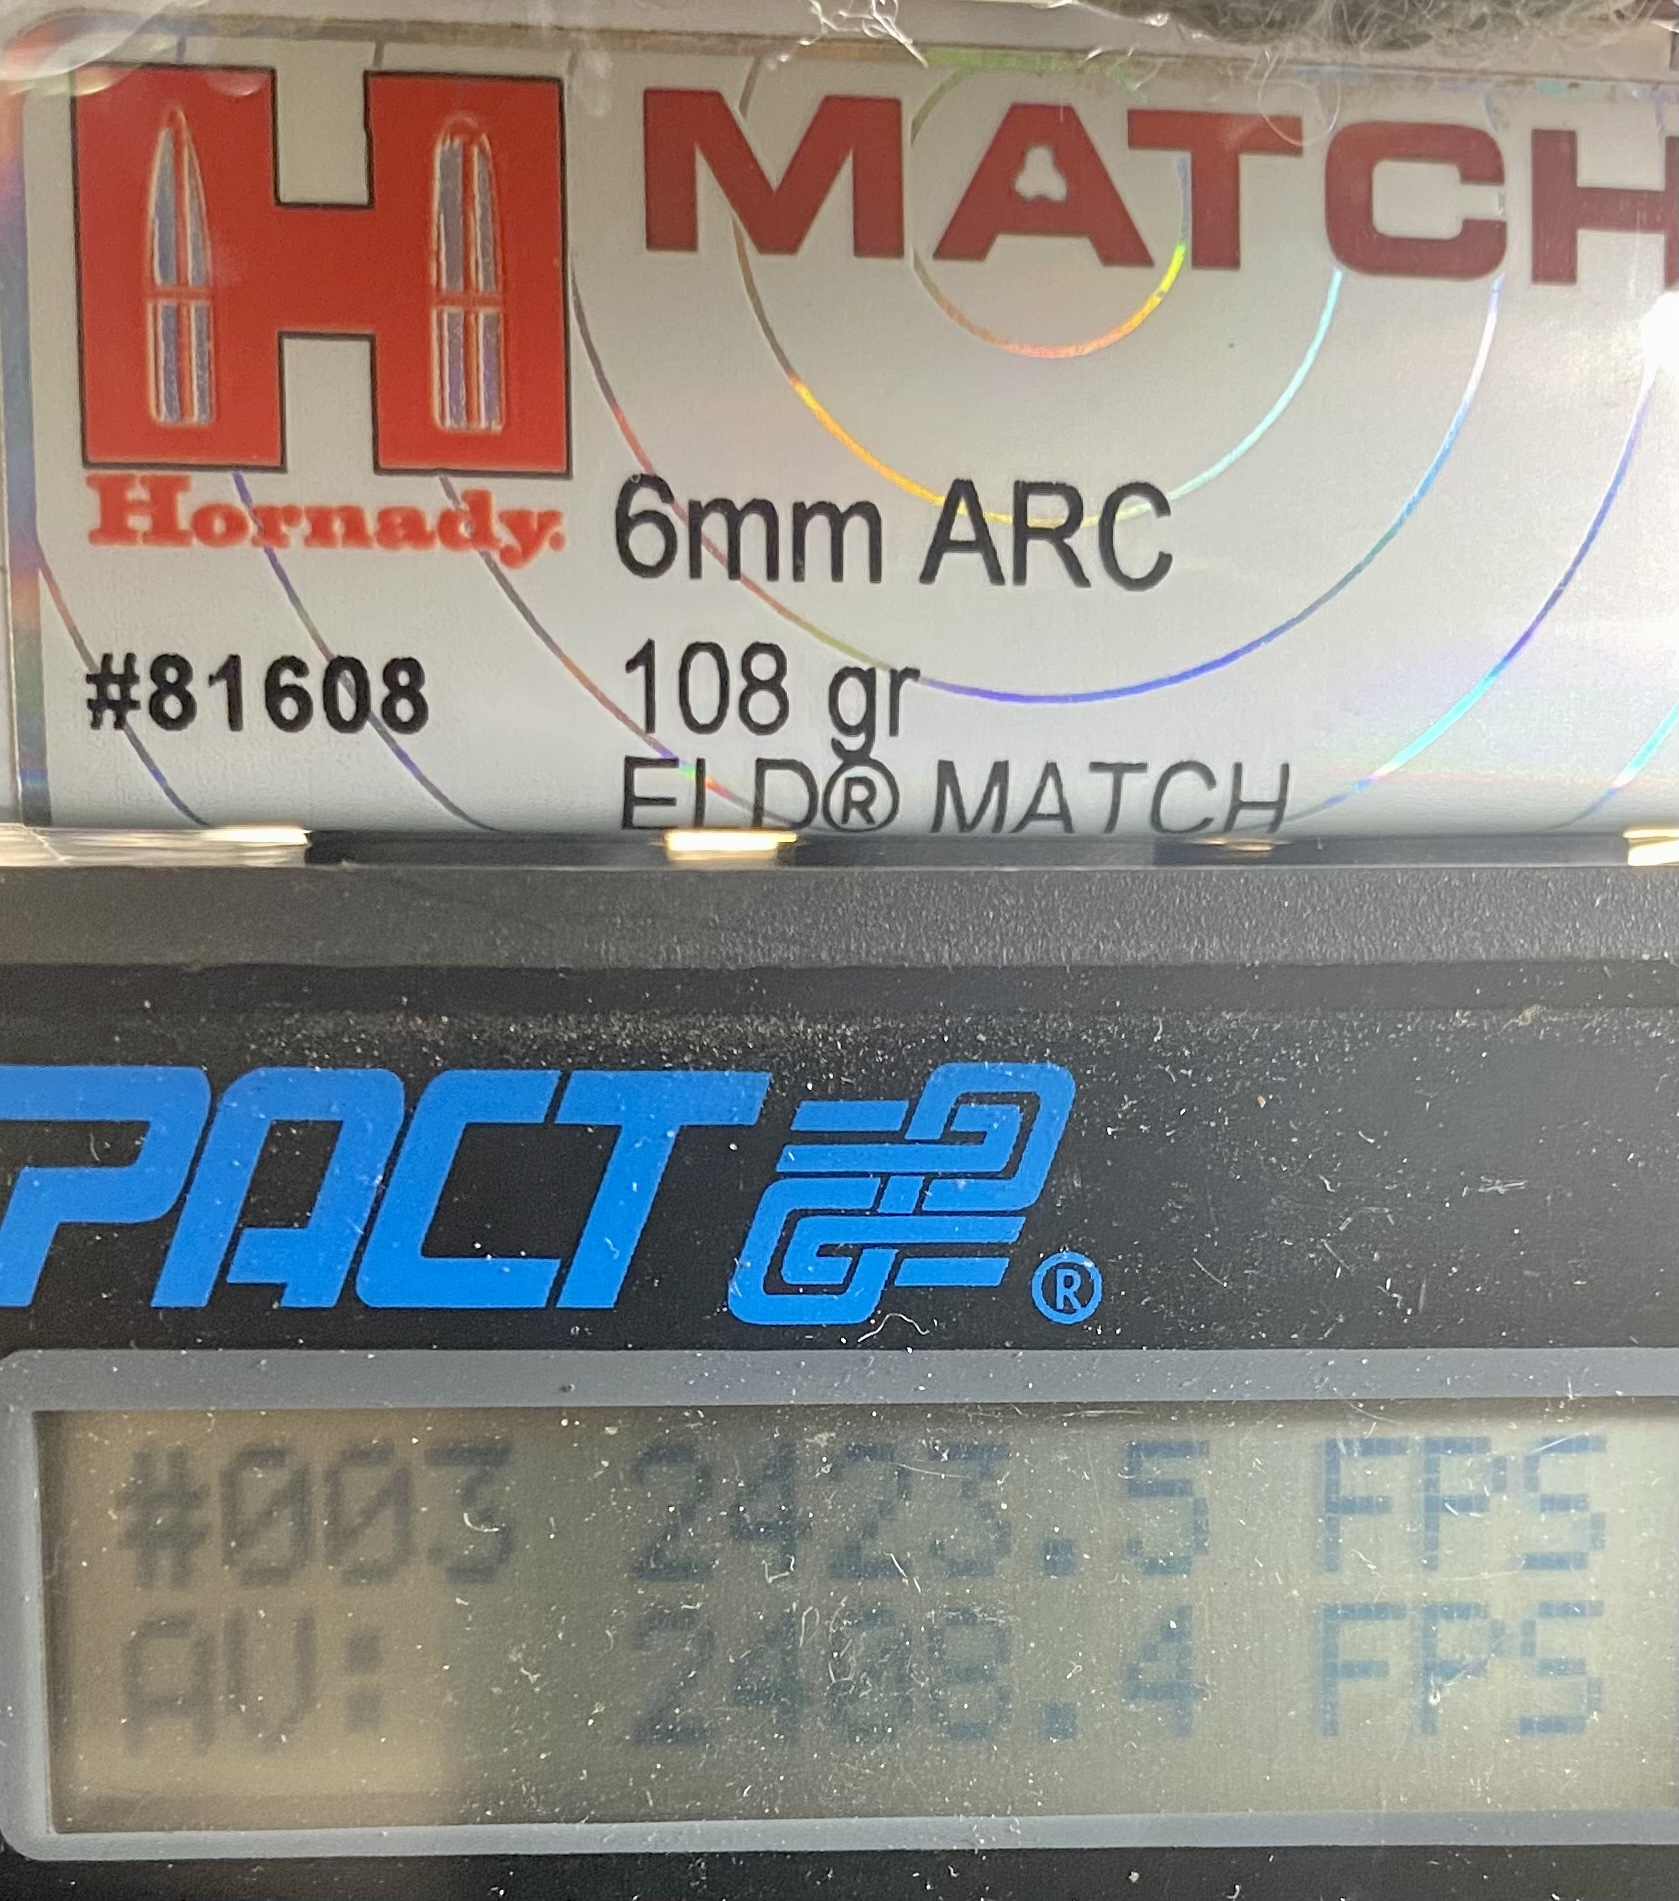 MATCH
Hornady.
6mm ARC
#81608
108 gr
ELD® MATCH
PACT ®
#003 2423.5 FPS
AV: 2408.4 FPS